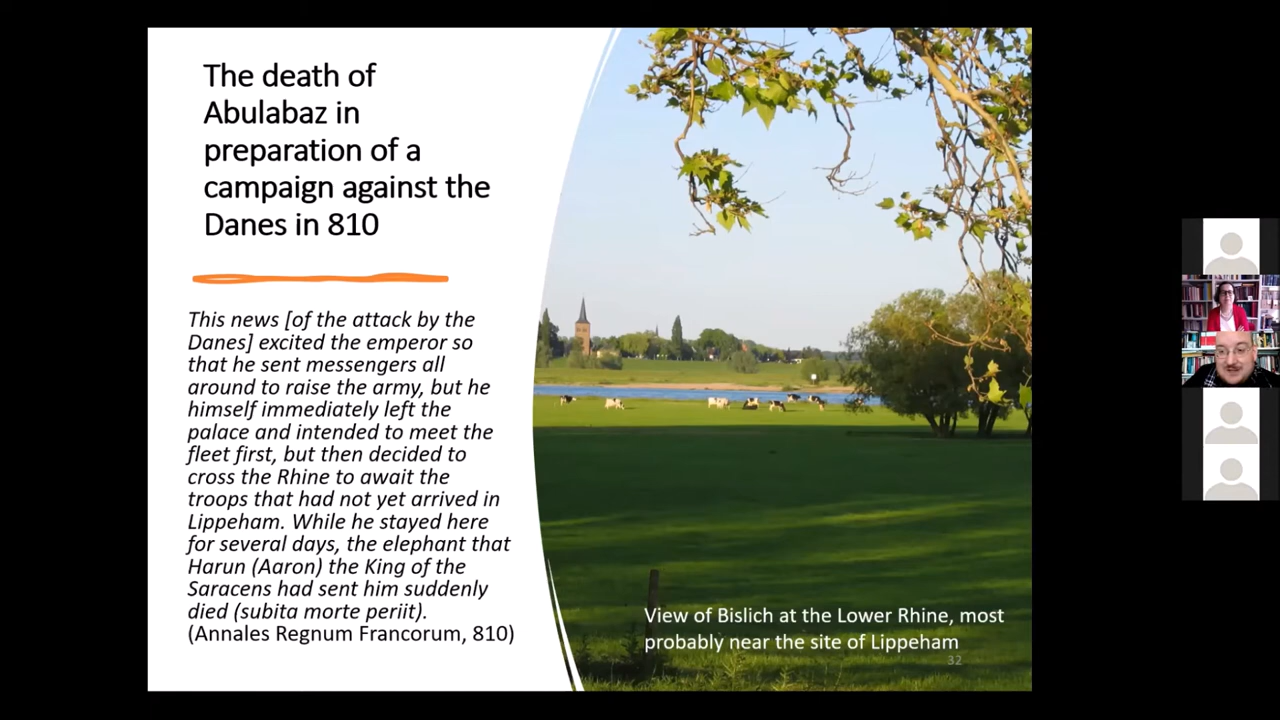 The death of
Abulabaz in
preparation of a
campaign against the
Danes in 810
This news [of the attack by the
Danes] excited the emperor so
that he sent messengers all
around to raise the army, but he
himself immediately left the
palace and intended to meet the
fleet first, but then decided to
cross the Rhine to await the
troops that had not yet arrived in
Lippeham. While he stayed here
for several days, the elephant that
Harun (Aaron) the King of the
Saracens had sent him suddenly
died (subita morte periit).
(Annales Regnum Francorum, 810)
View of Bislich at the Lower Rhine, most
probably near the site of Lippeham
32